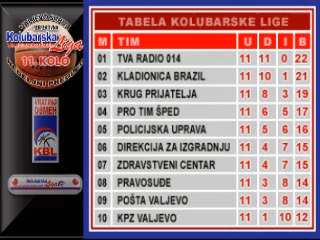 Kolubarska
Liga
11. KOLO
VRATIMO
OSMEH
KBL
TABELA KOLUBARSKE LIGE
M TIM U D I B
01 TVA RADIO 014 11 11 0 22
02 KLADIONICA BRAZIL 11 10 1 21
03 KRUG PRIJATELJA 11 8 3 19
04 PRO TIM ŠPED 11 6 5 17
05 POLICIJSKA UPRAVA 11 5 6 16
06 DIREKCIJA ZA IZGRADNJU 11 4 7 15
07 ZDRAVSTVENI CENTAR 11 4 7 15
08 PRAVOSUĐE 11 3 8 14
09 POŠTA VALJEVO 11 3 8 14
10 KPZ VALJEVO 11 1 10 12